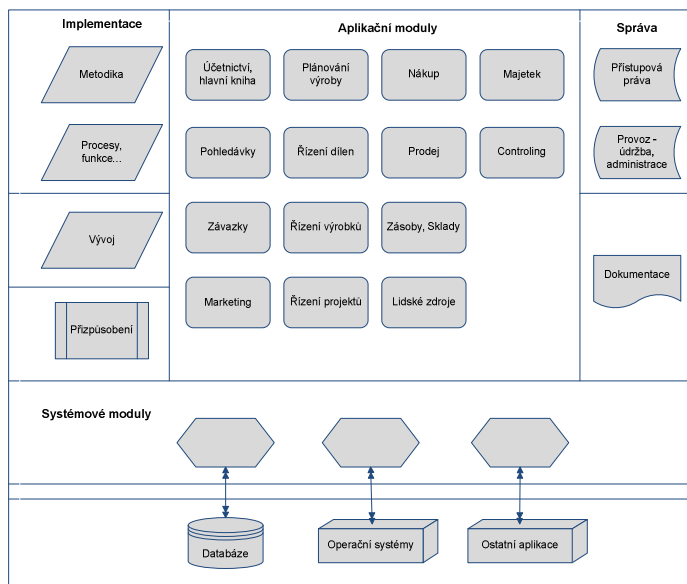 Implementace
Aplikační moduly
Správa
Metodika
Účetnictví,
hlavní kniha
Plánování
výroby
Nákup
Majetek
Přístupová
práva
Procesy,
funkce...
Pohledávky
Řízení dílen
Prodej
Controling
Provoz -
údržba,
administrace
Vývoj
Závazky
Řízení výrobků
Zásoby, Sklady
Dokumentace
Přizpůsobení
Marketing
Řízení projektů
Lidské zdroje
Systémové moduly
Databáze
Operační systémy
Ostatní aplikace